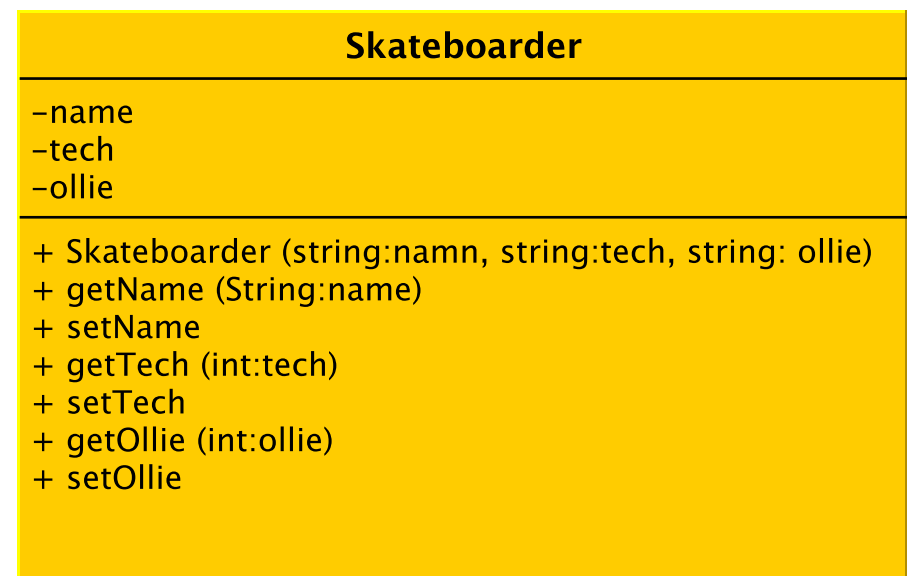 Skateboarder
-name
-tech
-ollie
+ Skateboarder (string:namn, string:tech, string: ollie)
+ getName (String:name)
+ setName
+ getTech (int:tech)
+ setTech
+ getOllie (int:ollie)
+ setOllie